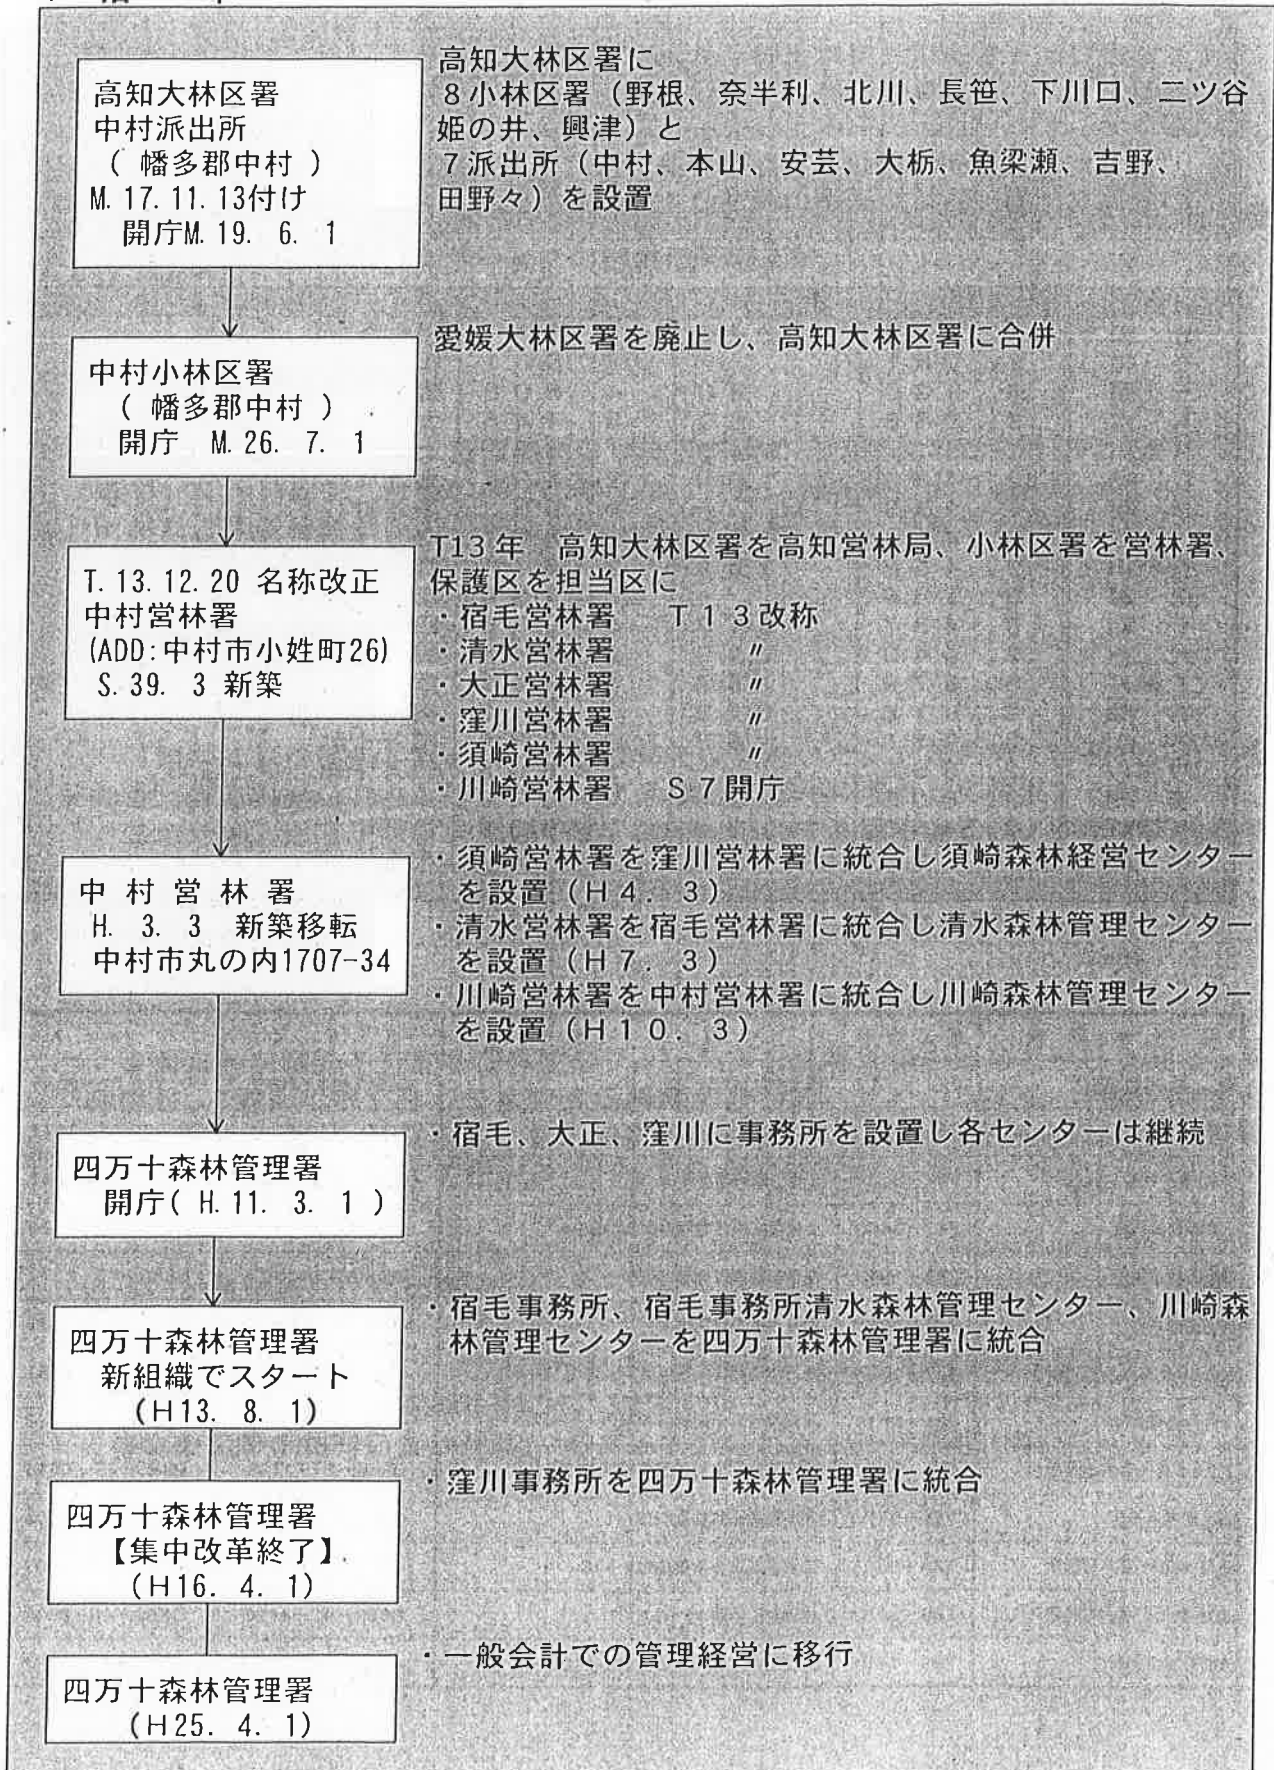 高知大林区署
中村派出所
（ 幡多郡中村 ）
M. 17. 11. 13付け
開庁M. 19. 6. 1
高知大林区署に
８小林区署（野根、奈半利、北川、長笹、下川口、二ツ谷
姫の井、興津）と
７派出所（中村、本山、安芸、大栃、魚梁瀬、吉野、
田野々）を設置
中村小林区署
（ 幡多郡中村 ）
開庁 M. 26. 7. 1
愛媛大林区署を廃止し、高知大林区署に合併
T. 13. 12. 20 名称改正
中村営林署
(ADD:中村市小姓町26)
S. 39. 3 新築
T13年　高知大林区署を高知営林局、小林区署を営林署、
保護区を担当区に
・宿毛営林署　Ｔ１３改称
・清水営林署　〃
・大正営林署　〃
・窪川営林署　〃
・須崎営林署　〃
・川崎営林署　Ｓ７開庁
中 村 営 林 署
H. 3. 3 新築移転
中村市丸の内1707-34
・須崎営林署を窪川営林署に統合し須崎森林経営センター
を設置（Ｈ４．３）
・清水営林署を宿毛営林署に統合し清水森林管理センター
を設置（Ｈ７．３）
・川崎営林署を中村営林署に統合し川崎森林管理センター
を設置（Ｈ１０．３）
四万十森林管理署
開庁( H. 11. 3. 1 )
・宿毛、大正、窪川に事務所を設置し各センターは継続
四万十森林管理署
新組織でスタート
（Ｈ13. 8. 1）
・宿毛事務所、宿毛事務所清水森林管理センター、川崎森
林管理センターを四万十森林管理署に統合
四万十森林管理署
【集中改革終了】
（Ｈ16. 4. 1）
・窪川事務所を四万十森林管理署に統合
四万十森林管理署
（Ｈ25. 4. 1）
・一般会計での管理経営に移行